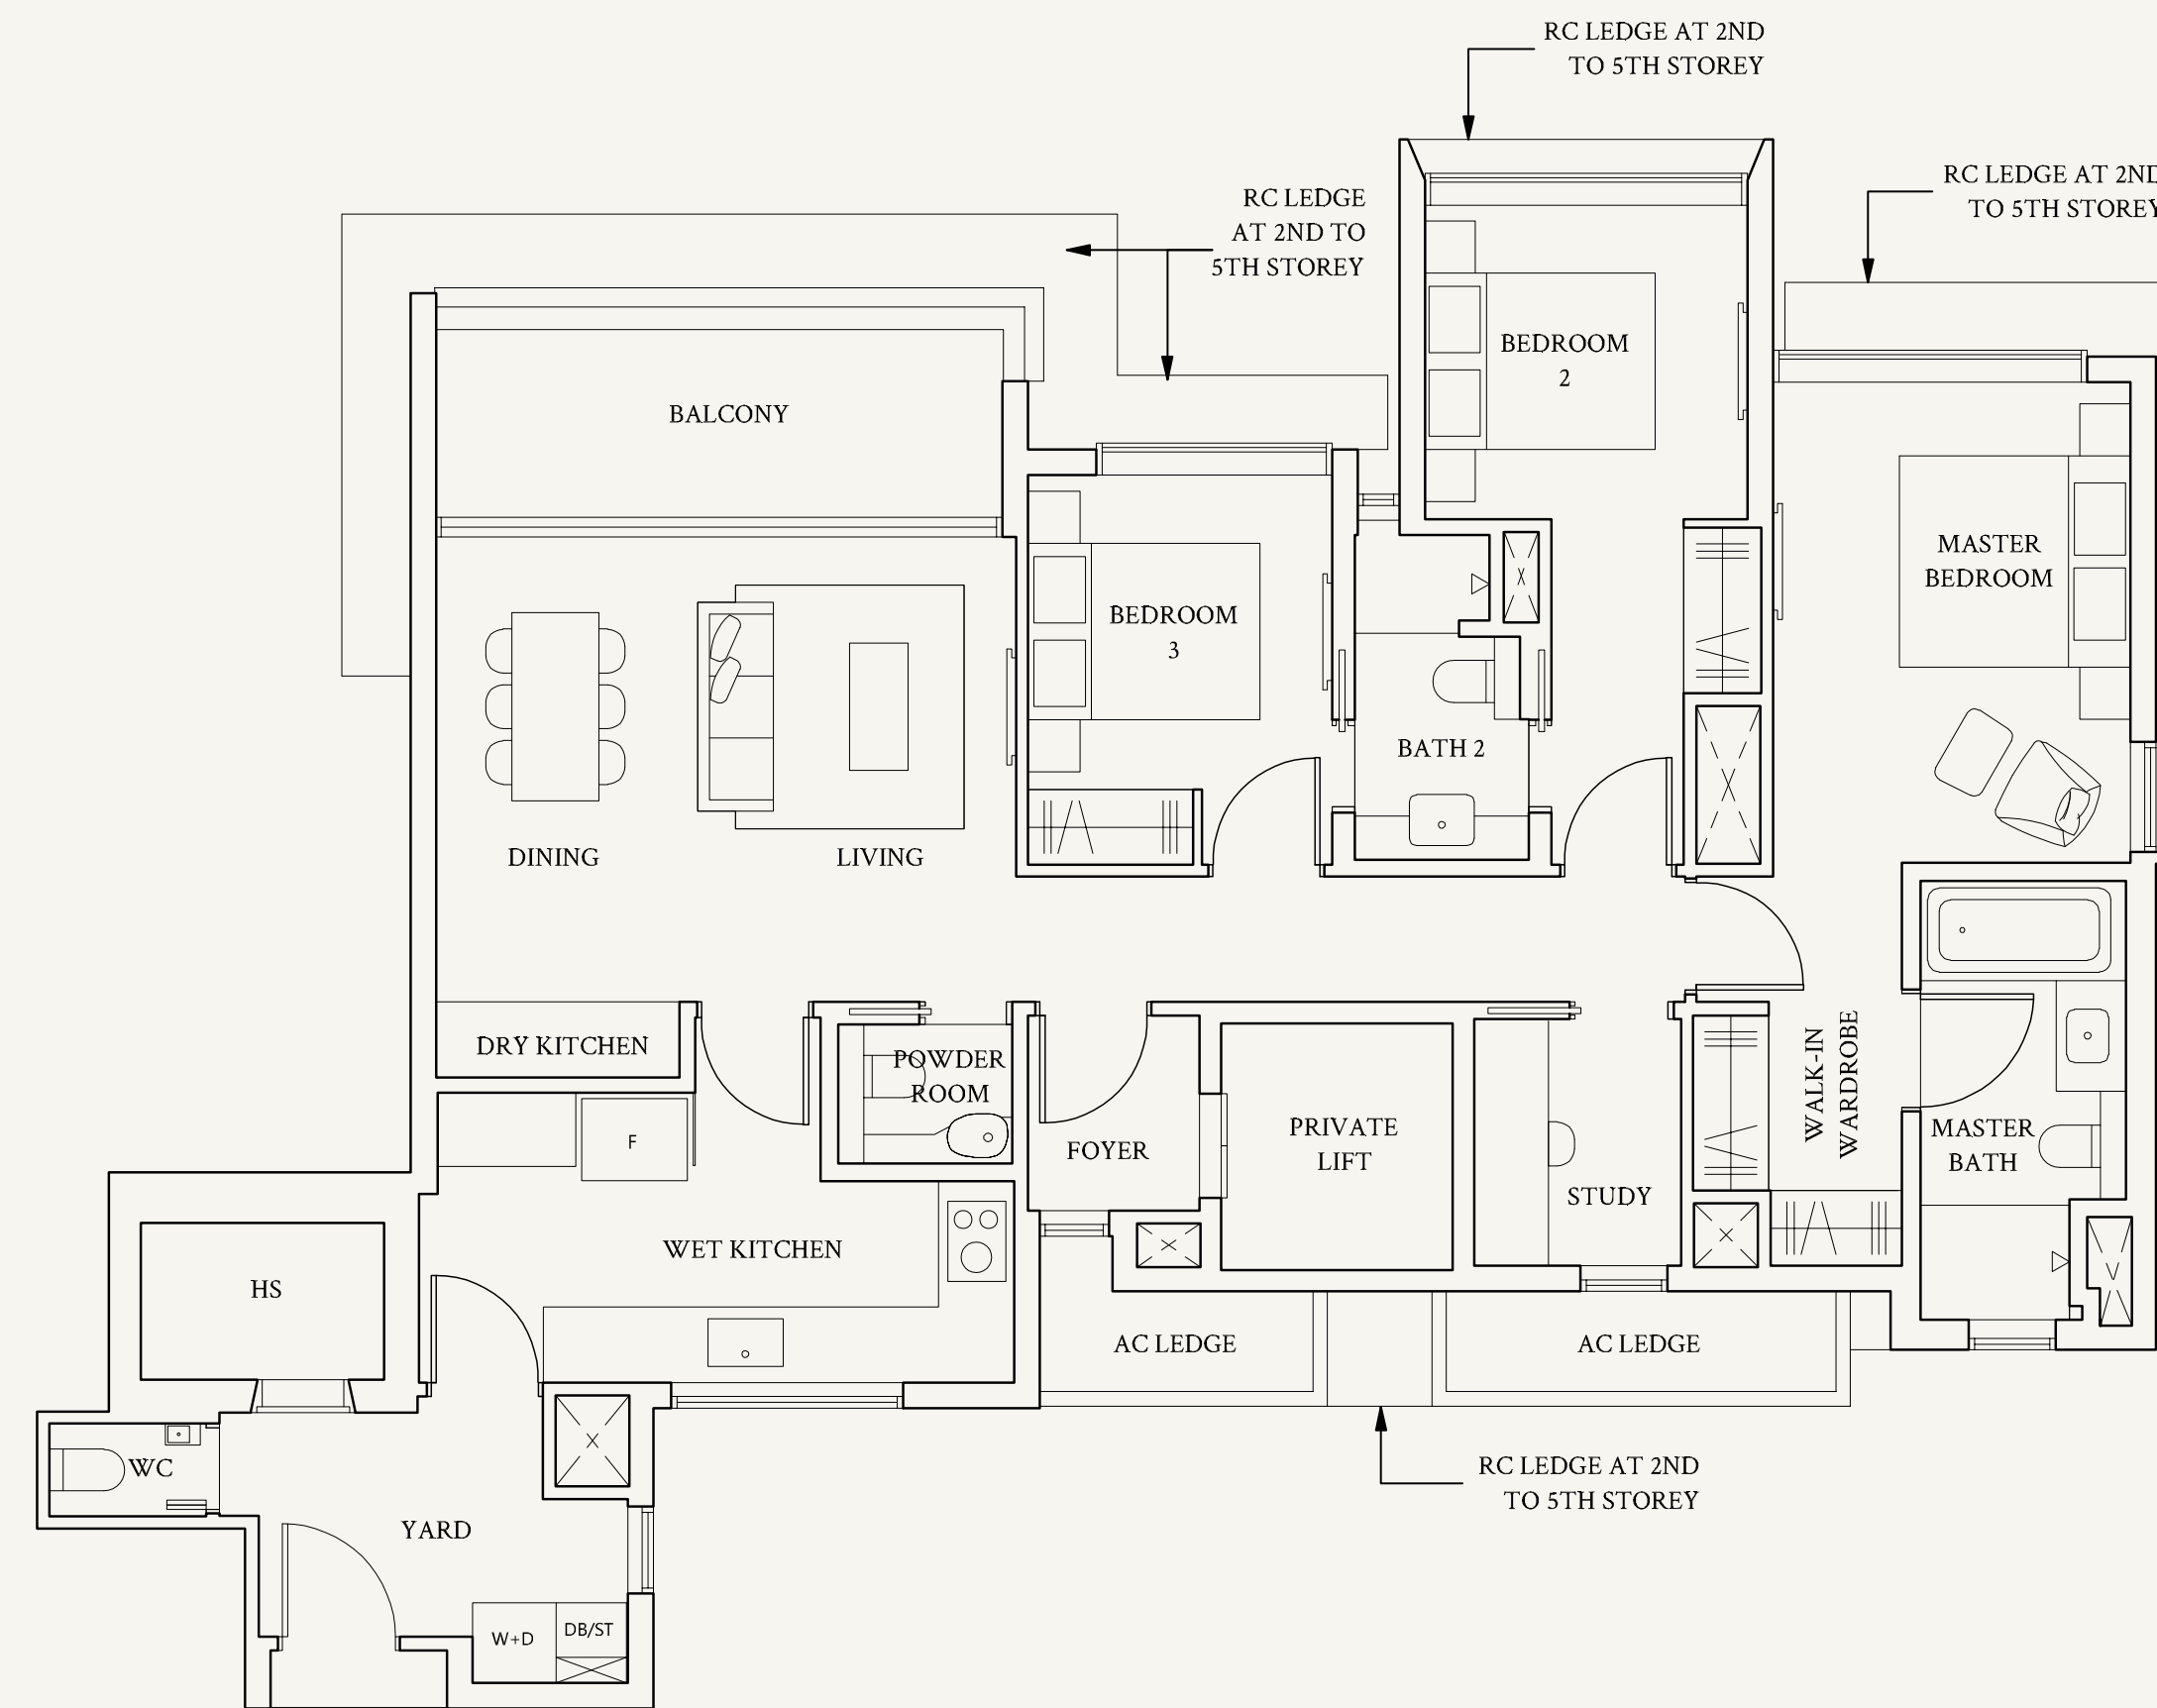 RC LEDGE AT 2ND
TO 5TH STOREY
RC LEDGE AT 2ND
TO 5TH STOREY
RC LEDGE
AT 2ND TO
5TH STOREY
BEDROOM
2
BALCONY
MASTER
BEDROOM
BEDROOM
3
BATH 2
DINING
LIVING
DRY KITCHEN
POWDER
ROOM
WALK-IN
WARDROBE
F
FOYER
PRIVATE
LIFT
MASTER
BATH
STUDY
WET KITCHEN
HS
AC LEDGE
AC LEDGE
WC
RC LEDGE AT 2ND
TO 5TH STOREY
YARD
W+D
DB/ST